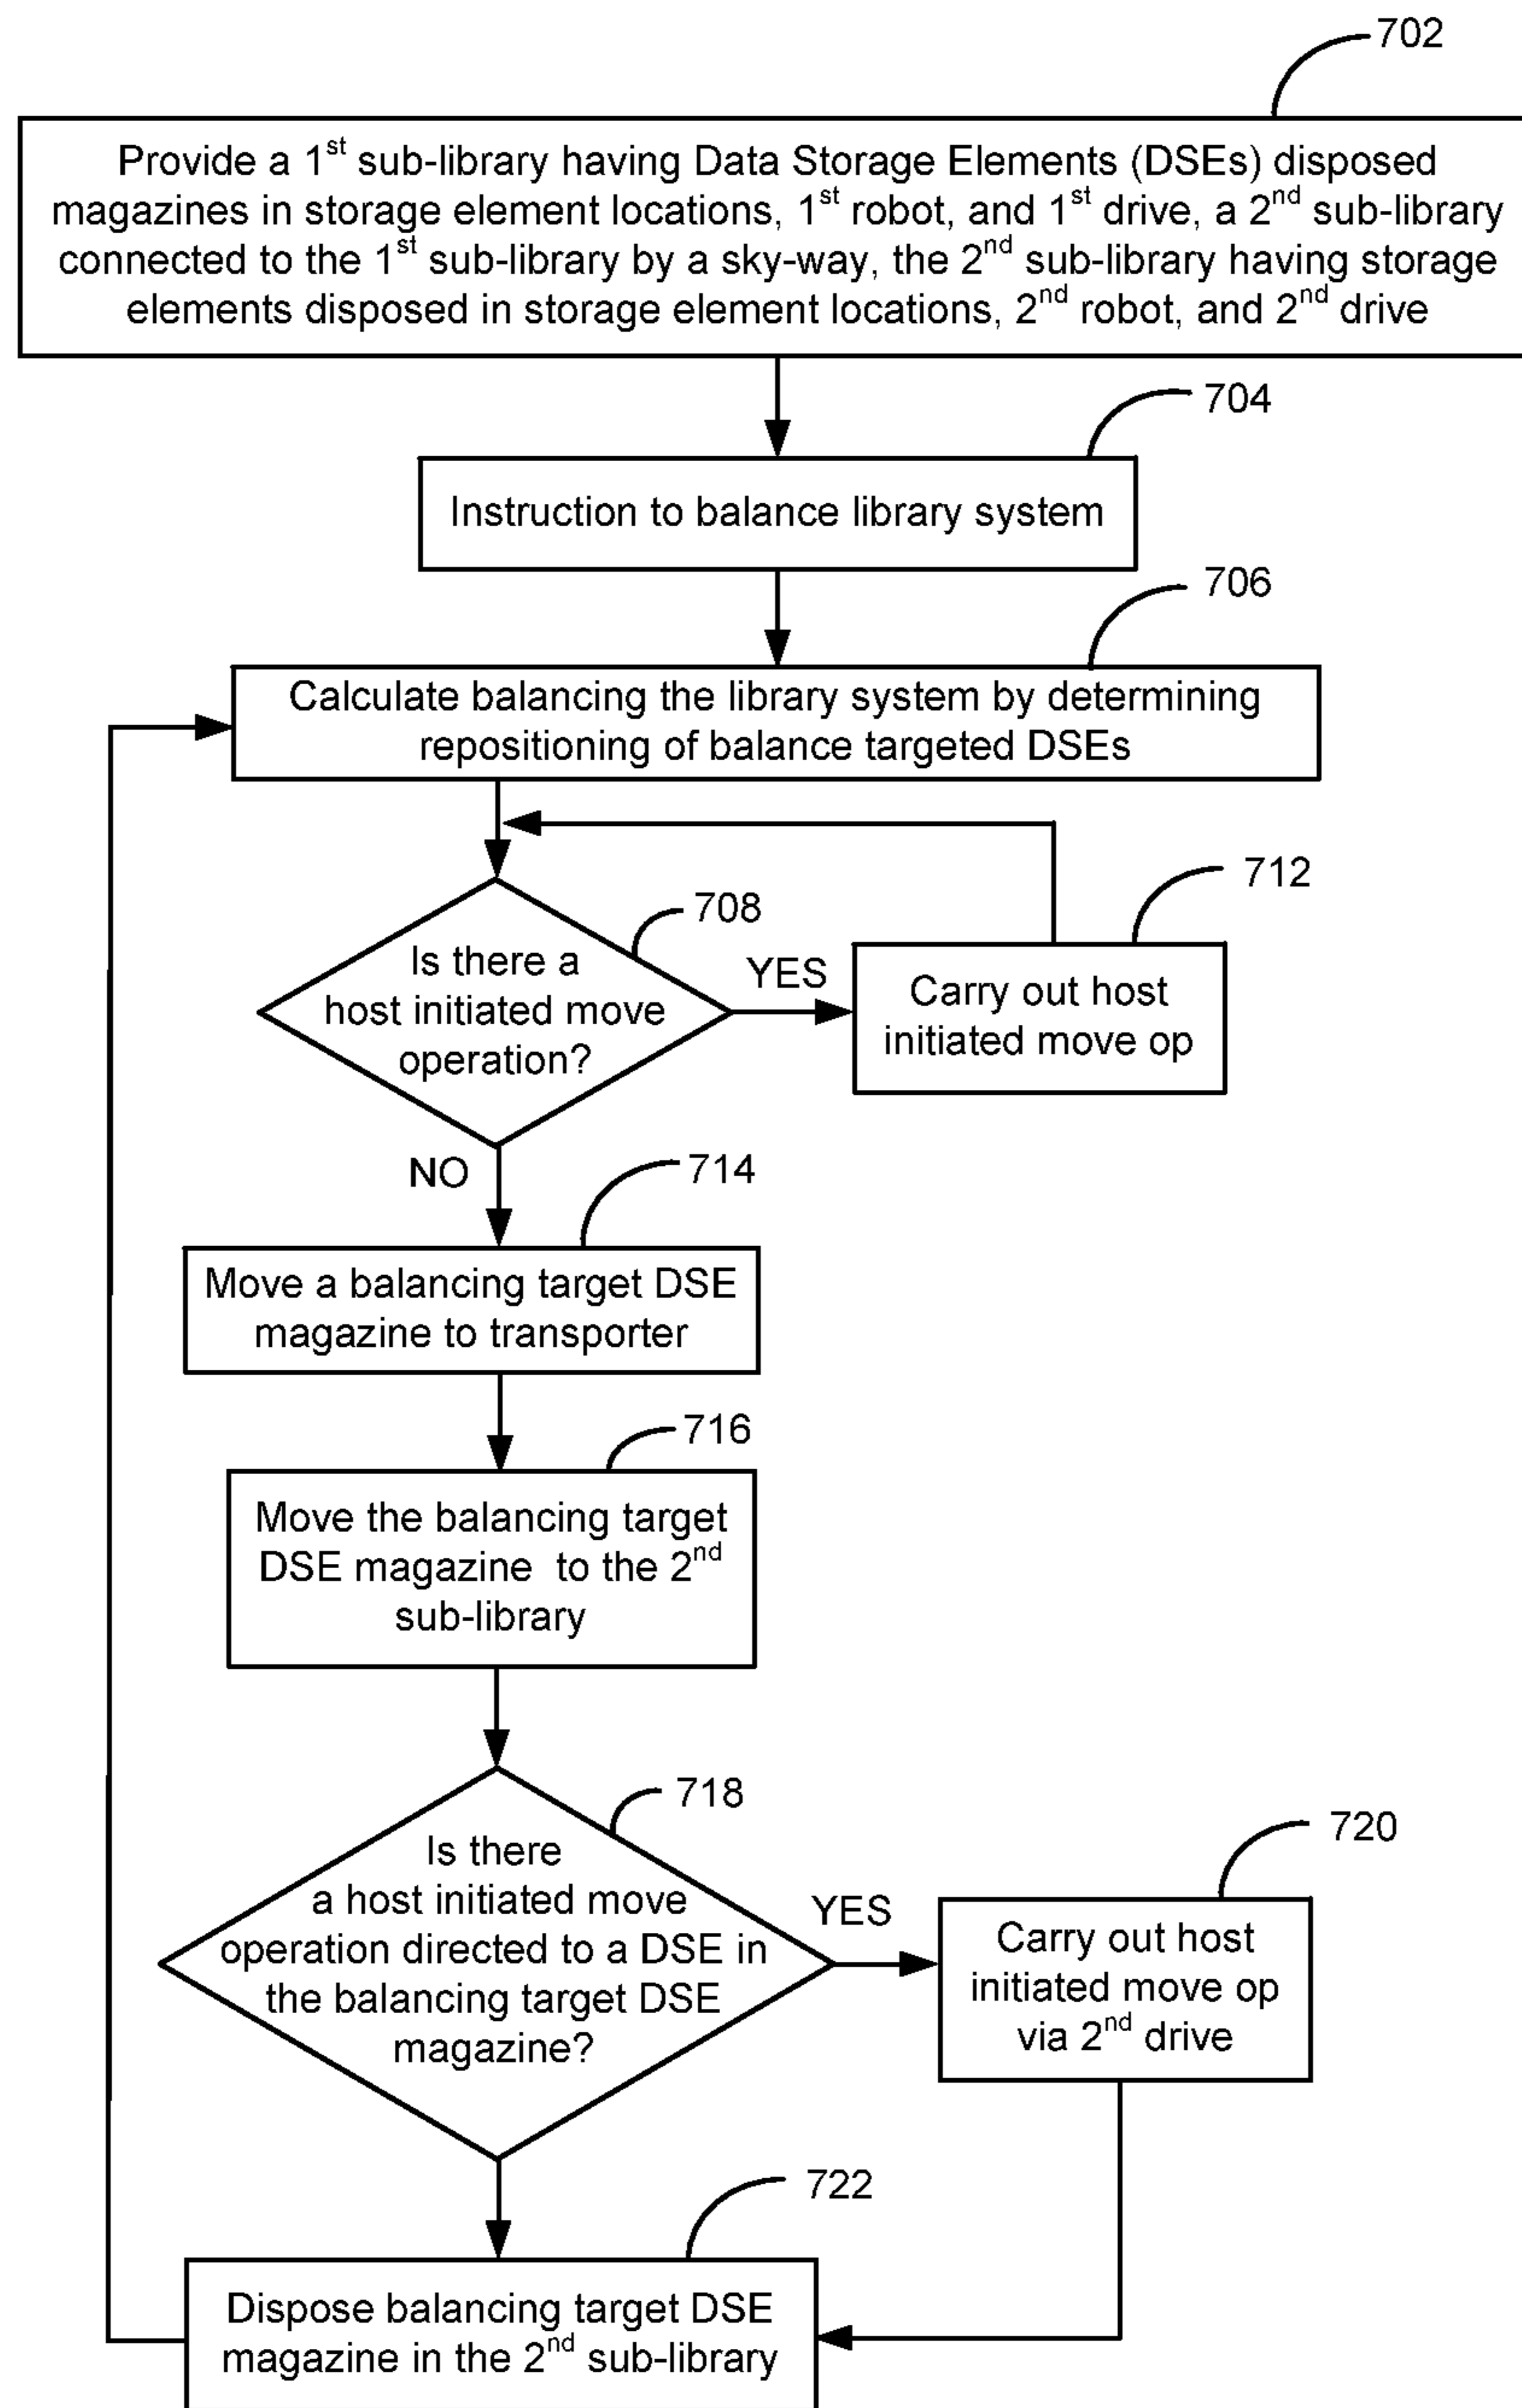 702
Provide a 1st sub-library having Data Storage Elements (DSEs) disposed
magazines in storage element locations, 1st robot, and 1st drive, a 2nd sub-library
connected to the 1st sub-library by a sky-way, the 2nd sub-library having storage
elements disposed in storage element locations, 2nd robot, and 2nd drive
704
Instruction to balance library system
706
Calculate balancing the library system by determining
repositioning of balance targeted DSEs
708
Is there a
host initiated move
operation?
YES
712
Carry out host
initiated move op
NO
714
Move a balancing target DSE
magazine to transporter
716
Move the balancing target
DSE magazine to the 2nd
sub-library
718
Is there
a host initiated move
operation directed to a DSE in
the balancing target DSE
magazine?
YES
720
Carry out host
initiated move op
via 2nd drive
722
Dispose balancing target DSE
magazine in the 2nd sub-library